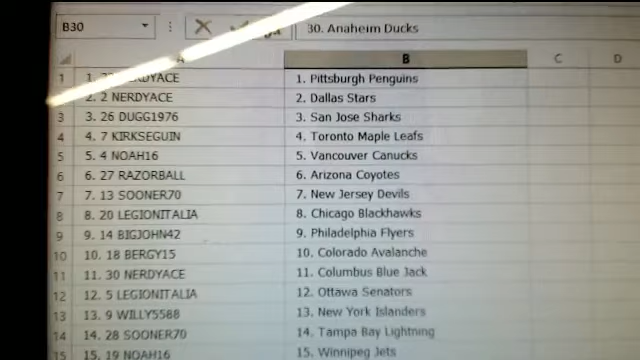 B30 30. Anaheim Ducks
A B C D
1 1. NERDYACE 1. Pittsburgh Penguins
2. 2 NERDYACE 2. Dallas Stars
3 3. 26 DUGG1976 3. San Jose Sharks
4 4. 7 KIRKSEGUIN 4. Toronto Maple Leafs
5 5. 4 NOAH16 5. Vancouver Canucks
6 6. 27 RAZORBALL 6. Arizona Coyotes
7 7. 13 SOONER70 7. New Jersey Devils
8 8. 20 LEGIONITALIA 8. Chicago Blackhawks
9 9. 14 BIGJOHN42 9. Philadelphia Flyers
10 10. 18 BERGY15 10. Colorado Avalanche
11 11. 30 NERDYACE 11. Columbus Blue Jack
12 12. 5 LEGIONITALIA 12. Ottawa Senators
13 13. 9 WILLY5588 13. New York Islanders
14 14. 28 SOONER70 14. Tampa Bay Lightning
15 15. 19 NOAH16 15. Winnipeg Jets